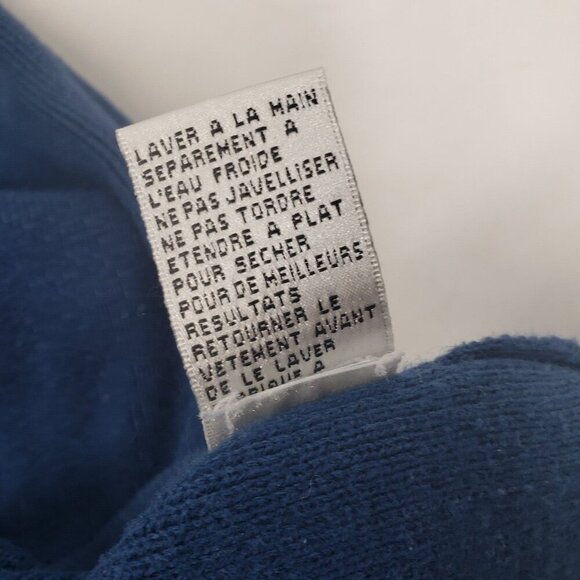 LAVER A LA MAIN
SEPAREMENT A
L'EAU FROIDE
NE PAS JAVELLISER
NE PAS TORDRE
ETENDRE A PLAT
POUR SECHER
POUR DE MEILLEURS
RESULTATS
RETOURNER LE
VETEMENT AVANT
DE LE LAVER